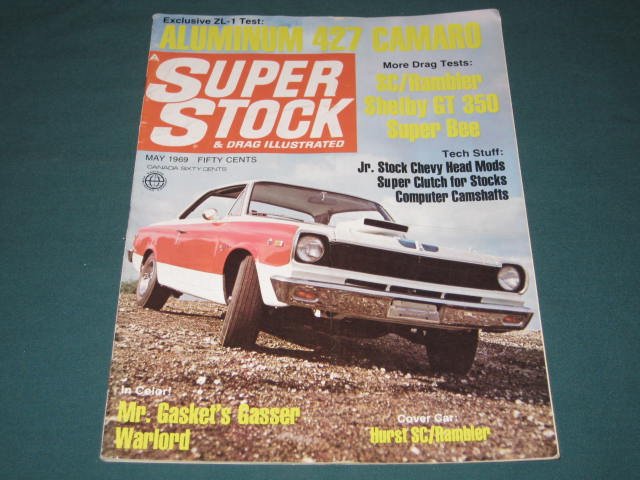 Exclusive ZL-1 Test:
ALUMINUM 427 CAMARO
SUPER
STOCK
& DRAG ILLUSTRATED
MAY 1969 FIFTY CENTS
CANADA SIXTY CENTS
More Drag Tests:
SC/Rambler
Shelby GT 350
Super Bee
Tech Stuff:
Jr. Stock Chevy Head Mods
Super Clutch for Stocks
Computer Camshafts
In Color:
Mr. Gasket's Gasser
Warlord
Cover Car:
Hurst SC/Rambler